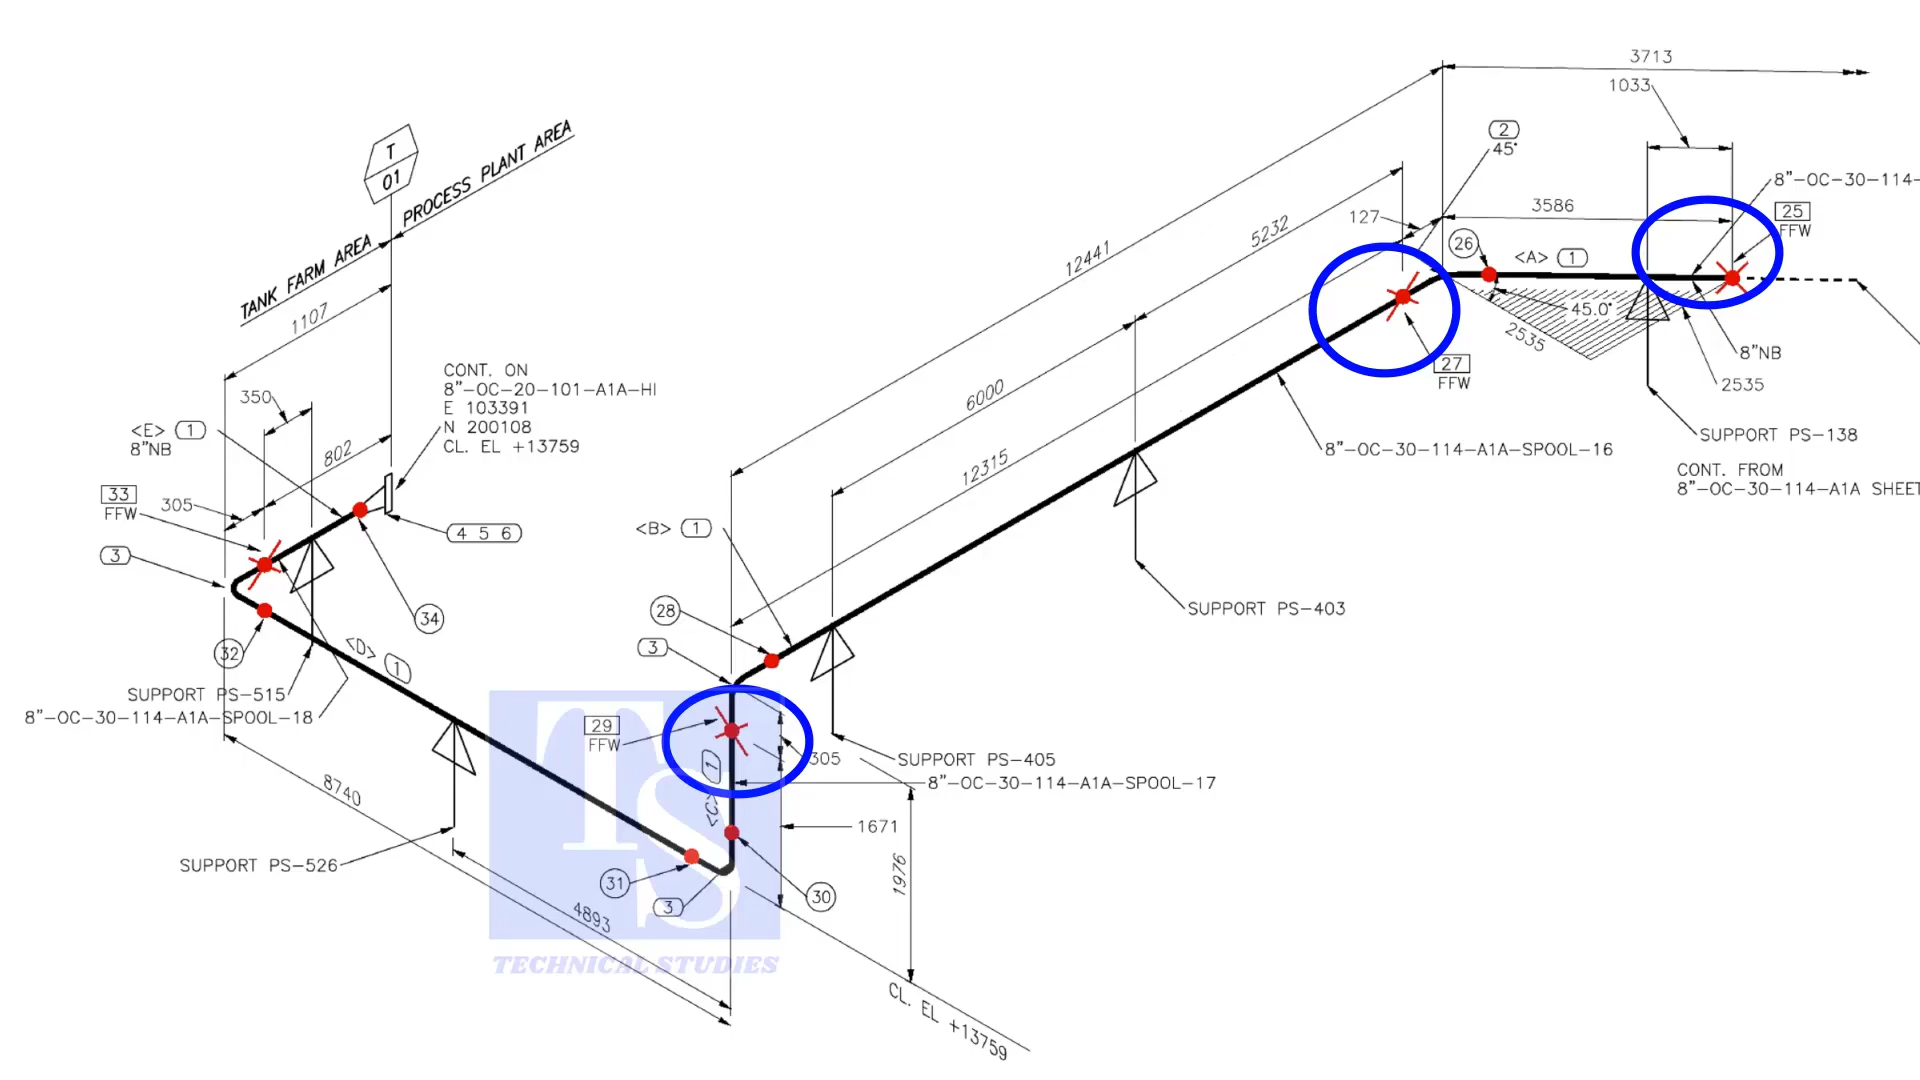 3713
1033
2
45°
T
01
TANK FARM AREA
PROCESS PLANT AREA
1107
12441
5232
127
3586
8"-OC-30-114-
25
FFW
26
<A> 1
45.0°
2535
8"NB
2535
27
FFW
SUPPORT PS-138
CONT. FROM
8"-OC-30-114-A1A SHEET
350
<E> 1
8"NB
802
CONT. ON
8"-OC-20-101-A1A-HI
E 103391
N 200108
CL. EL +13759
6000
12315
8"-OC-30-114-A1A-SPOOL-16
33
FFW
305
4 5 6
3
<B> 1
34
32
28
3
SUPPORT PS-403
<D> 1
SUPPORT PS-515
8"-OC-30-114-A1A-SPOOL-18
29
FFW
305
SUPPORT PS-405
8"-OC-30-114-A1A-SPOOL-17
<C> 1
8740
1671
1976
SUPPORT PS-526
31
3
30
4893
TS
TECHNICAL STUDIES
CL. EL +13759